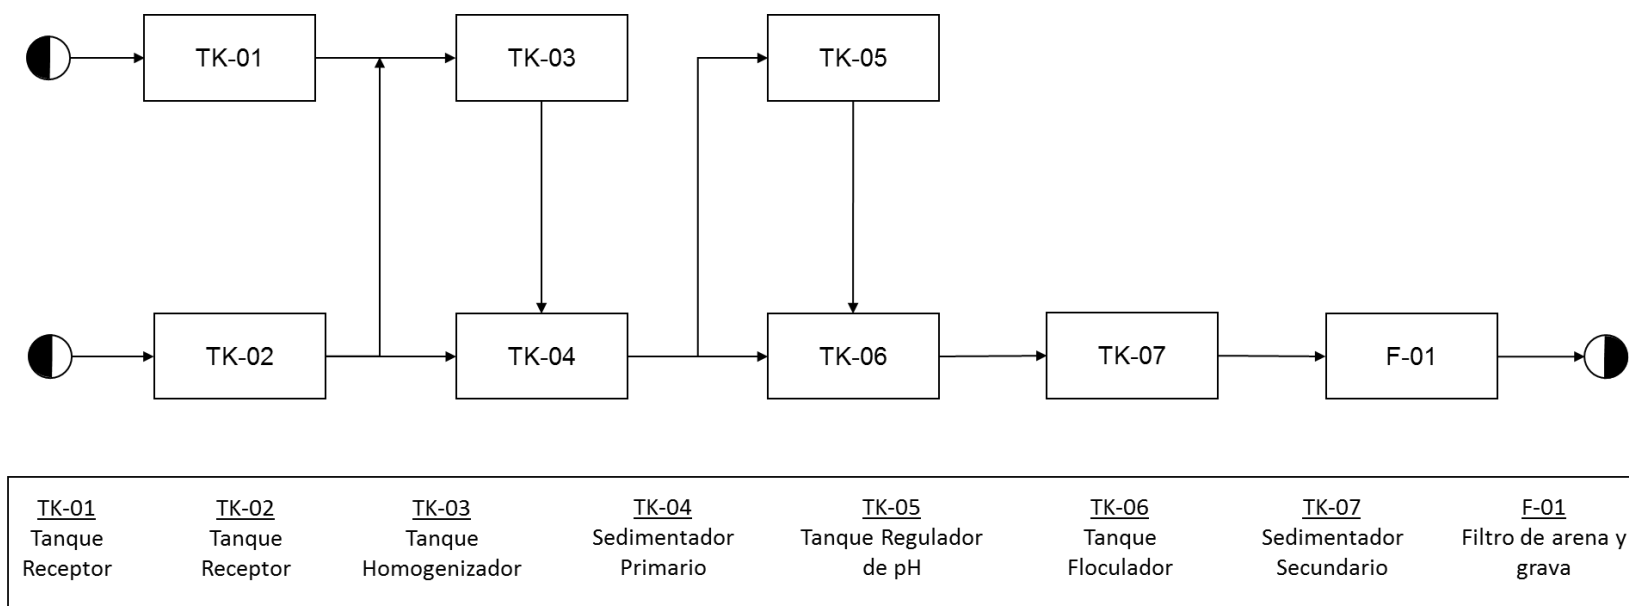 TK-01
TK-03
TK-05
TK-02
TK-04
TK-06
TK-07
F-01
TK-01
Tanque
Receptor
TK-02
Tanque
Receptor
TK-03
Tanque
Homogenizador
TK-04
Sedimentador
Primario
TK-05
Tanque Regulador
de pH
TK-06
Tanque
Floculador
TK-07
Sedimentador
Secundario
F-01
Filtro de arena y
grava